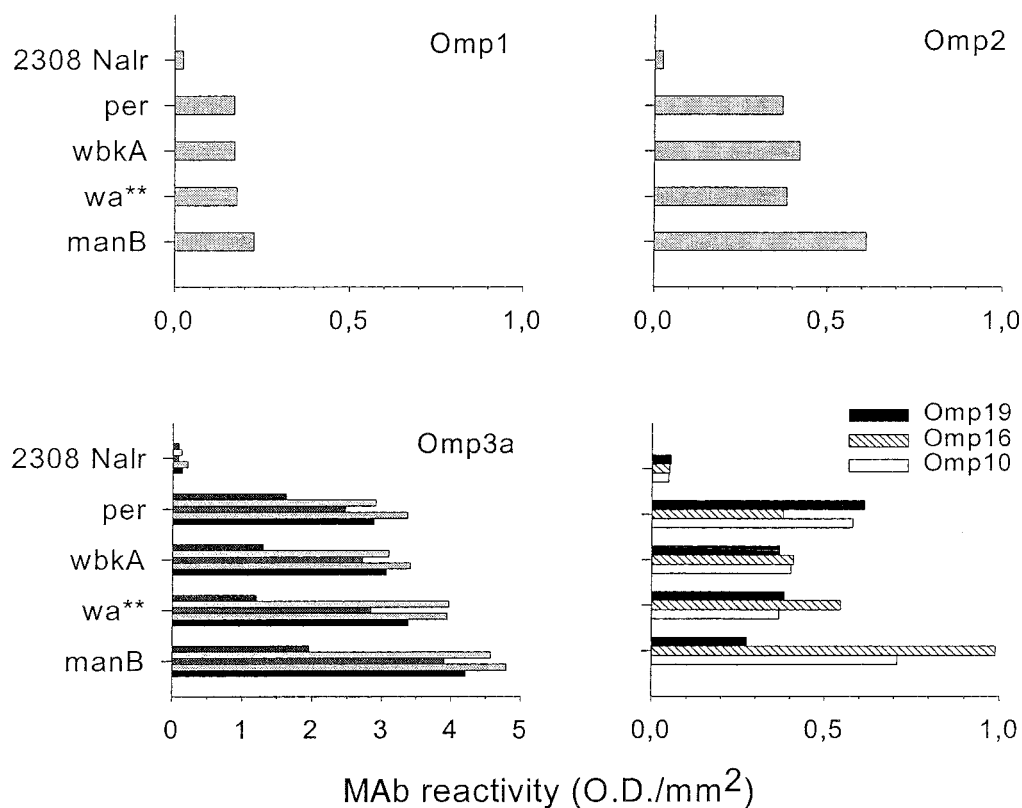 Omp1
2308 Nalr
per
wbkA
wa**
manB
0,0 0,5 1,0
Omp2
0,0 0,5 1,0
Omp3a
2308 Nalr
per
wbkA
wa**
manB
0 1 2 3 4 5
Omp19
Omp16
Omp10
0,0 0,5 1,0
MAb reactivity (O.D./mm²)